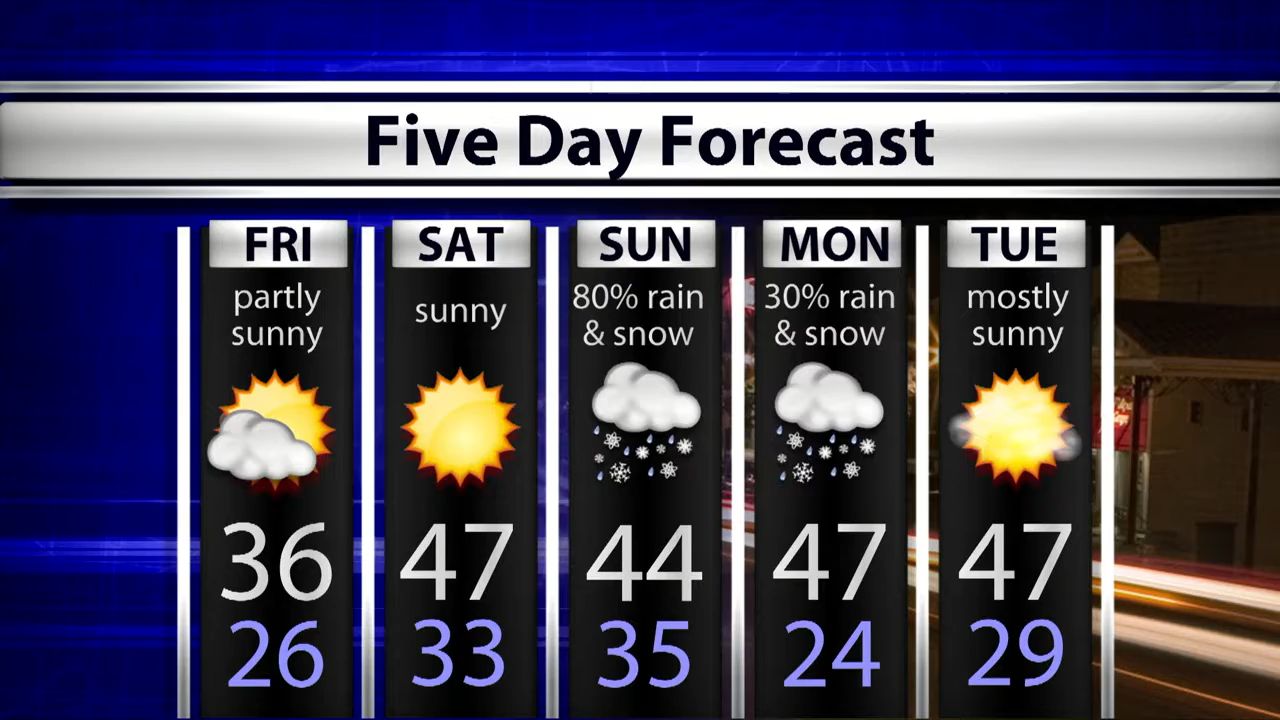 Five Day Forecast
FRI
partly
sunny
36
26
SAT
sunny
47
33
SUN
80% rain
& snow
44
35
MON
30% rain
& snow
47
24
TUE
mostly
sunny
47
29